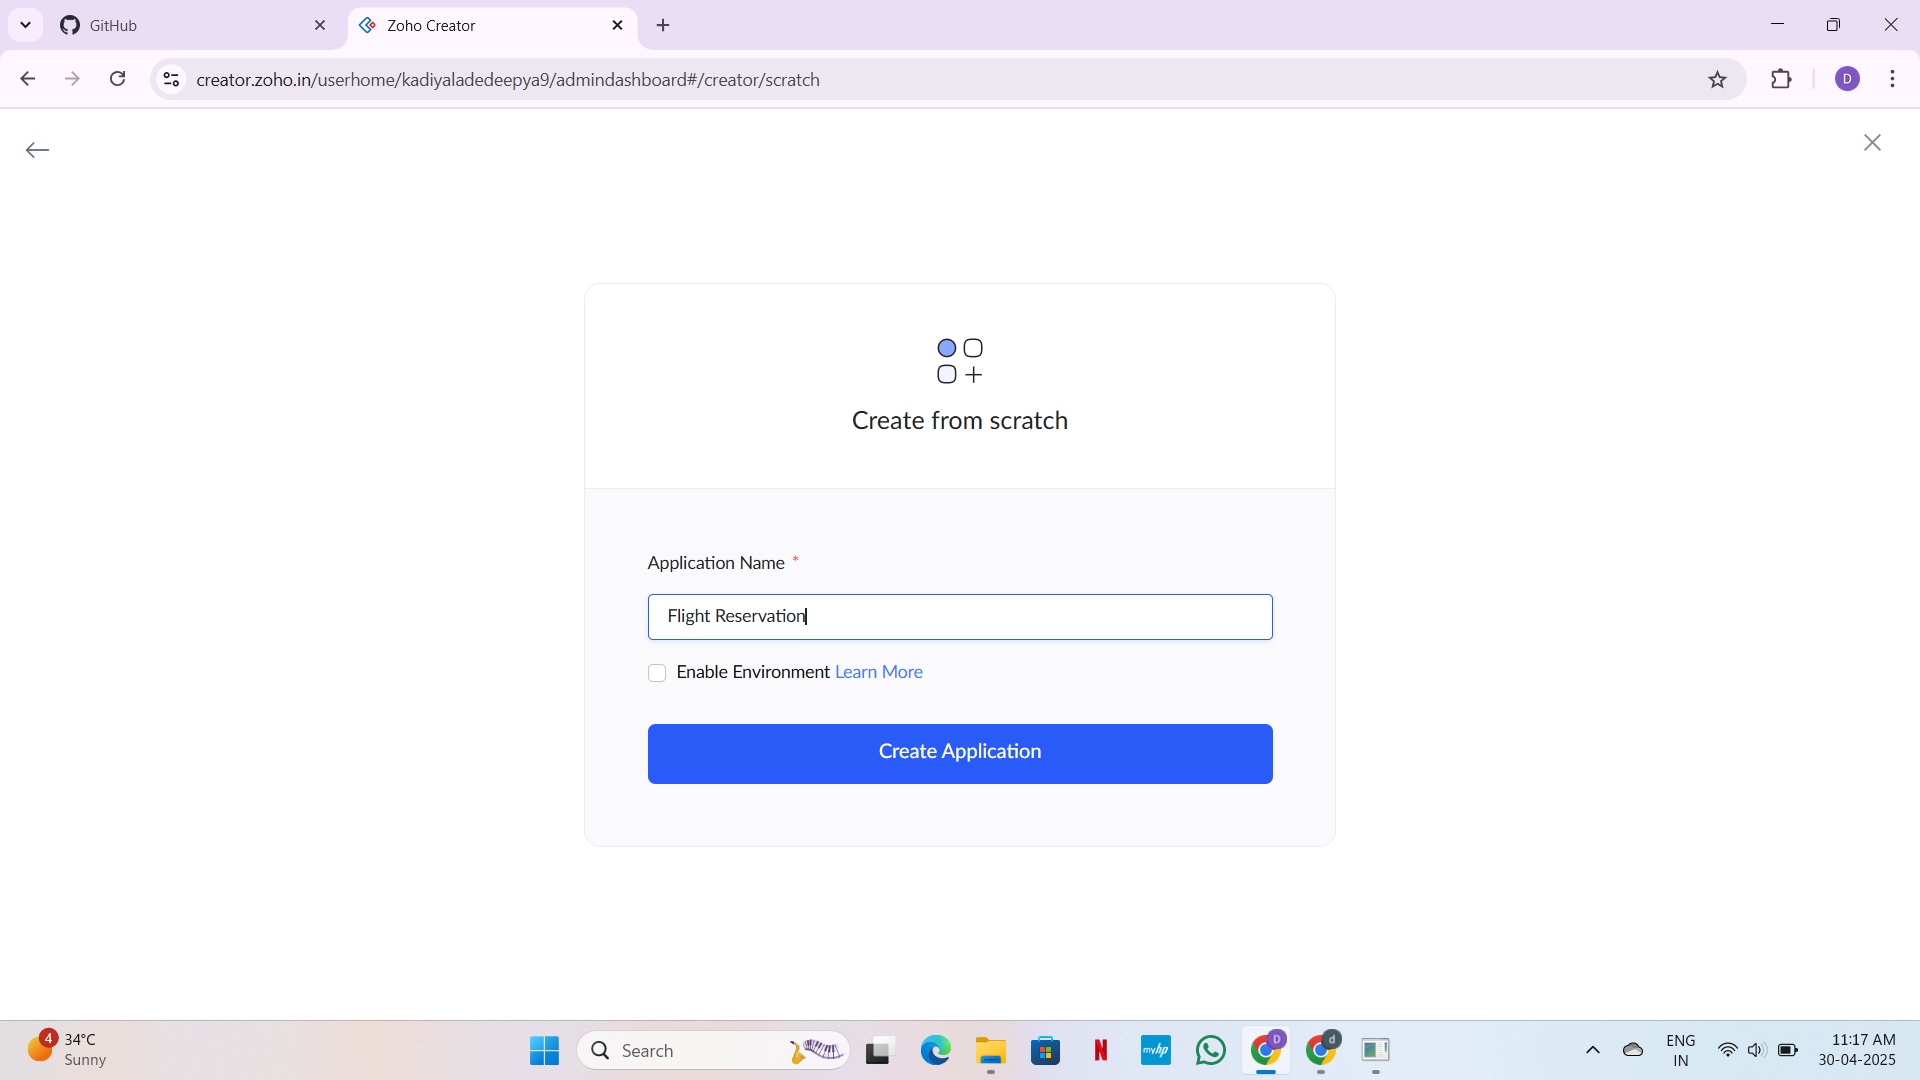 GitHub
Zoho Creator
creator.zoho.in/userhome/kadiyaladedeepya9/admindashboard#/creator/scratch
D
Create from scratch
Application Name *
Flight Reservation
Enable Environment Learn More
Create Application
4
34°C
Sunny
Search
N
myhp
D
d
ENG
IN
11:17 AM
30-04-2025